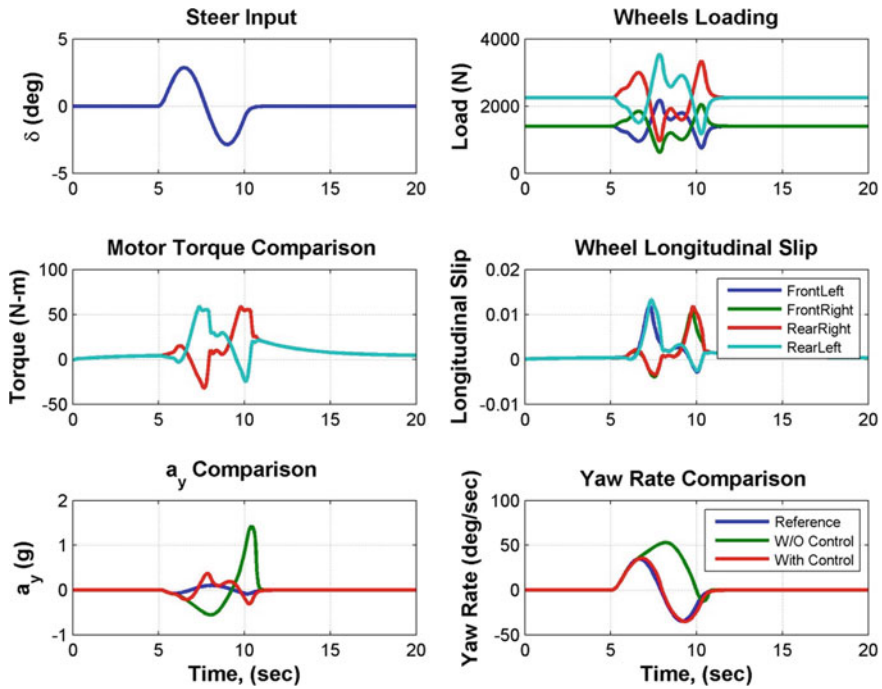 Steer Input
5
0
-5
δ (deg)
0 5 10 15 20
Wheels Loading
4000
2000
0
Load (N)
0 5 10 15 20
Motor Torque Comparison
100
50
0
-50
Torque (N-m)
0 5 10 15 20
Wheel Longitudinal Slip
0.02
0.01
0
-0.01
Longitudinal Slip
FrontLeft
FrontRight
RearRight
RearLeft
0 5 10 15 20
a_y Comparison
2
1
0
-1
a_y (g)
0 5 10 15 20
Time, (sec)
Yaw Rate Comparison
100
50
0
-50
Yaw Rate (deg/sec)
Reference
W/O Control
With Control
0 5 10 15 20
Time, (sec)